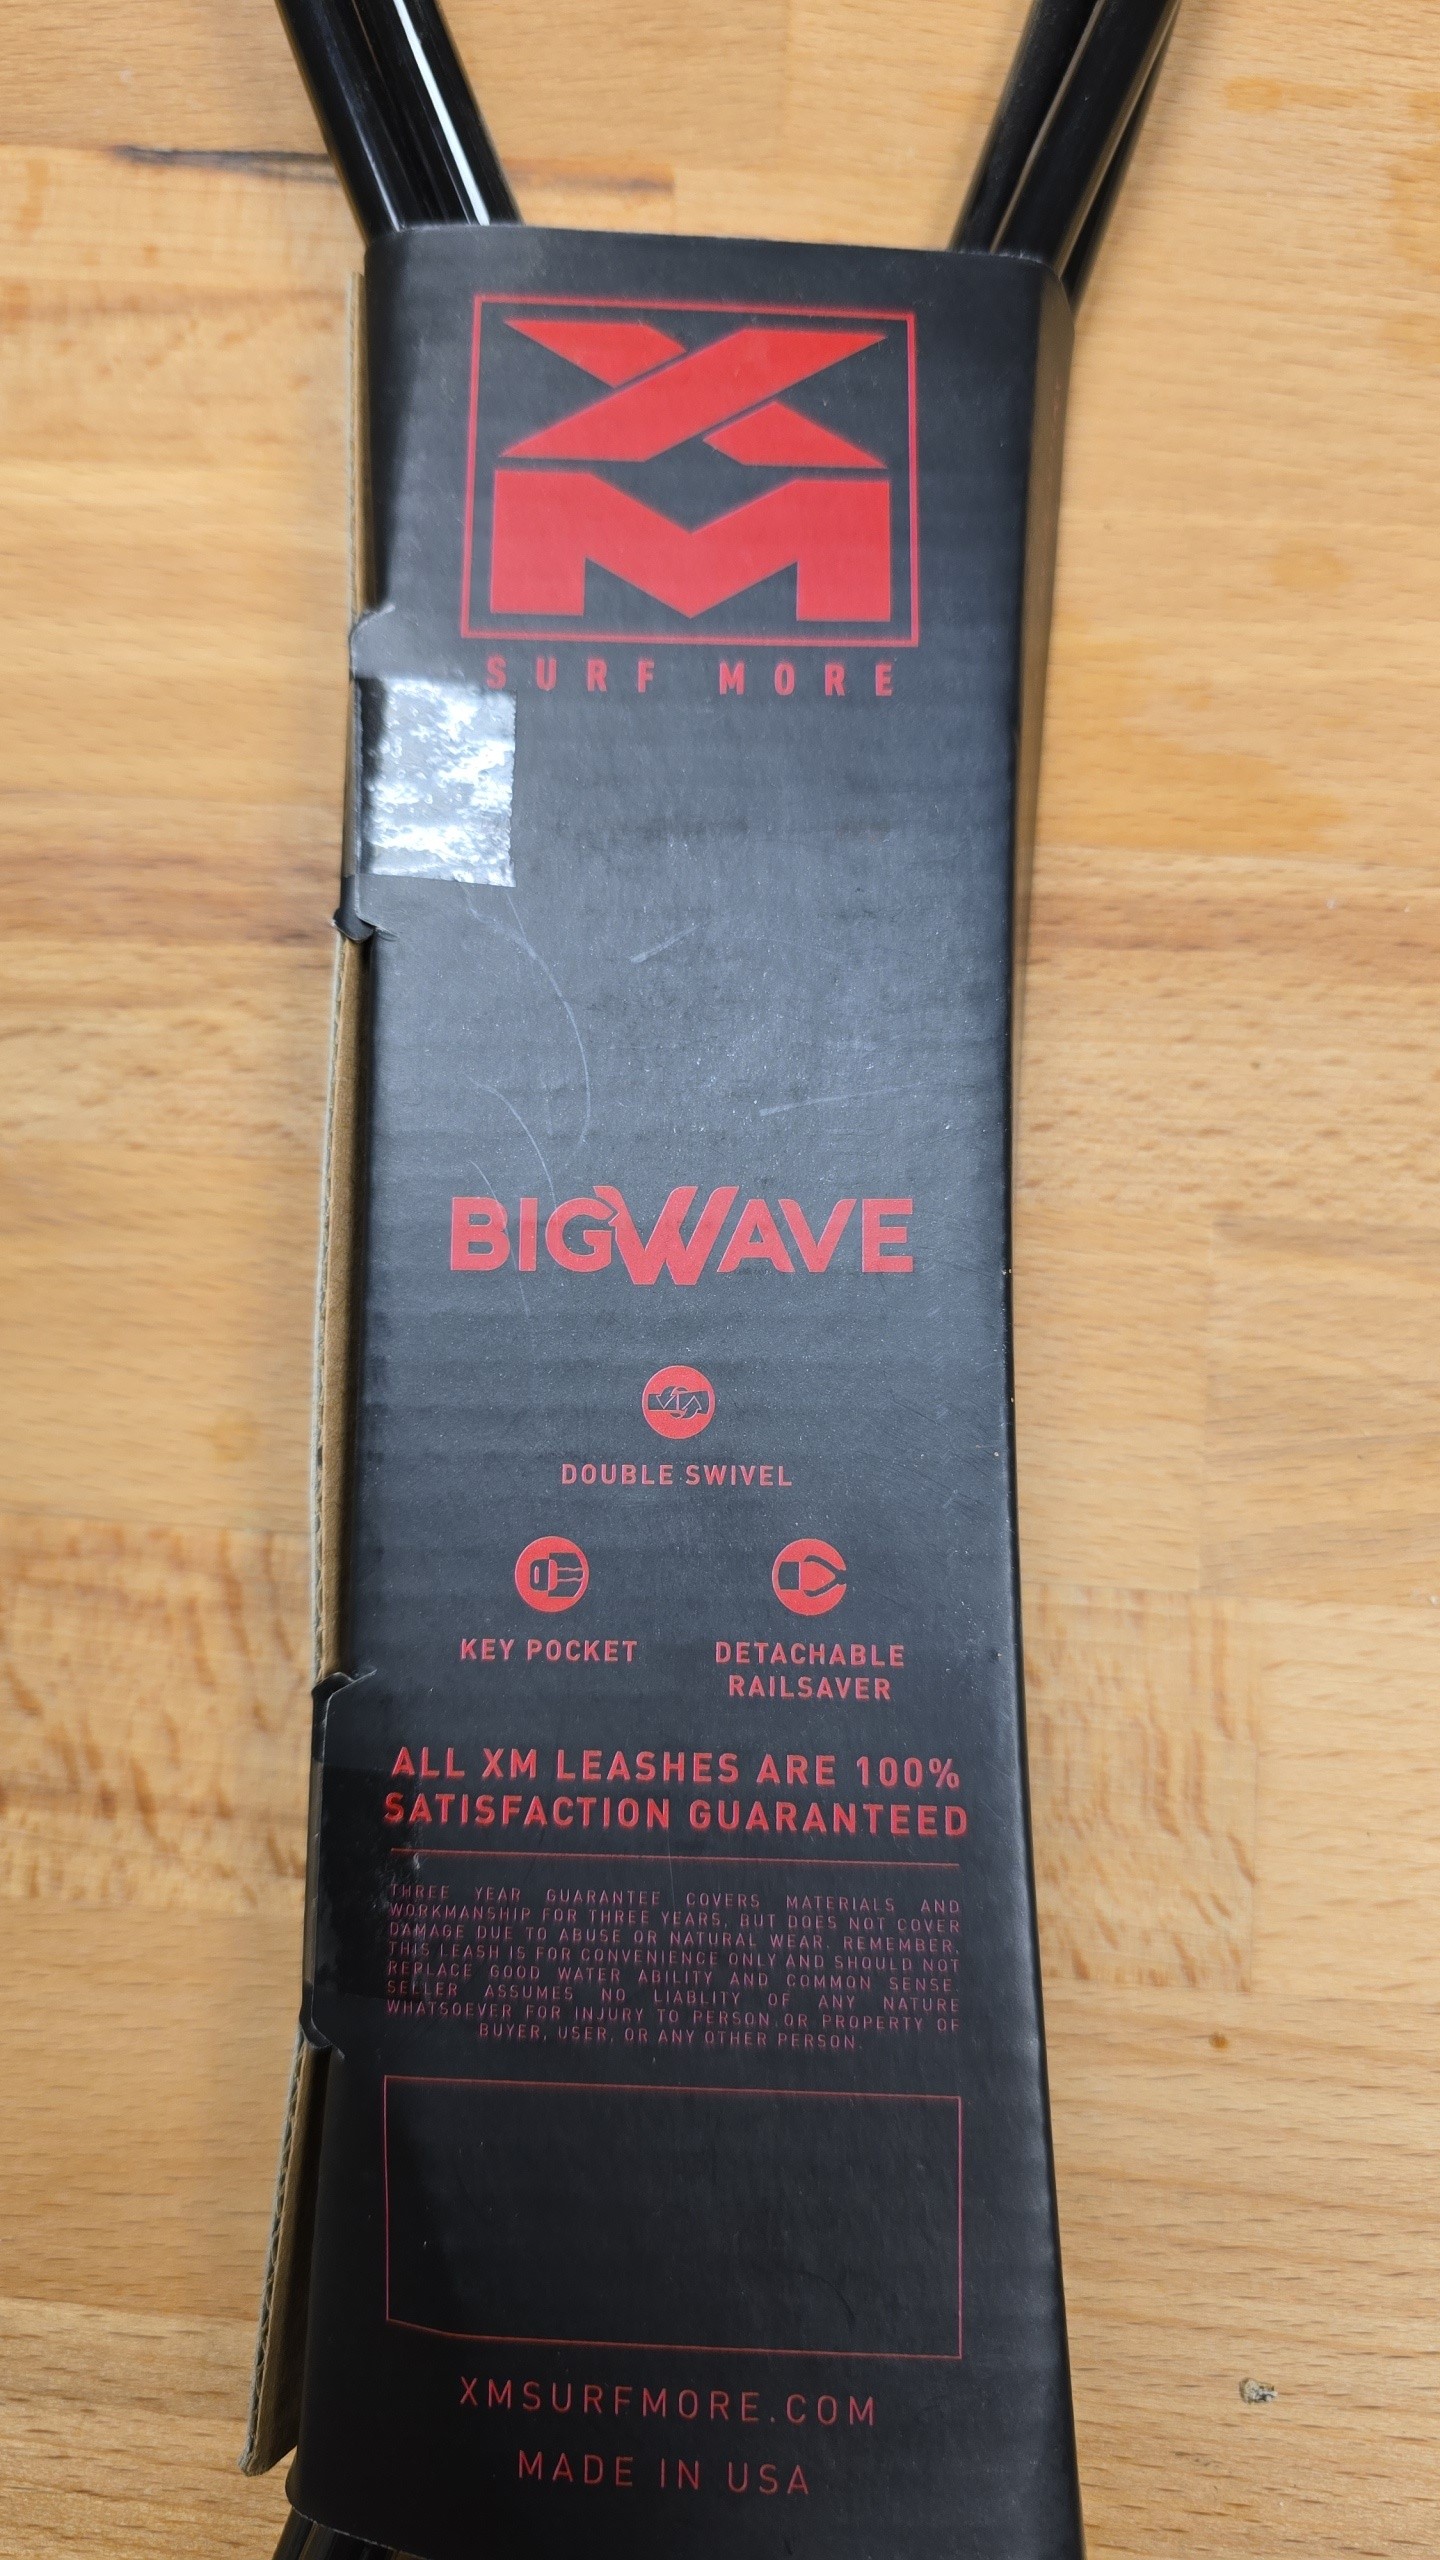 XM
SURF MORE
BIGWAVE
DOUBLE SWIVEL
KEY POCKET
DETACHABLE
RAILSAVER
ALL XM LEASHES ARE 100%
SATISFACTION GUARANTEED
THREE YEAR GUARANTEE COVERS MATERIALS AND
WORKMANSHIP FOR THREE YEARS, BUT DOES NOT COVER
DAMAGE DUE TO ABUSE OR NATURAL WEAR. REMEMBER,
THIS LEASH IS FOR CONVENIENCE ONLY AND SHOULD NOT
REPLACE GOOD WATER ABILITY AND COMMON SENSE.
SELLER ASSUMES NO LIABLITY OF ANY NATURE
WHATSOEVER FOR INJURY TO PERSON OR PROPERTY OF
BUYER, USER, OR ANY OTHER PERSON.
XMSURFMORE.COM
MADE IN USA